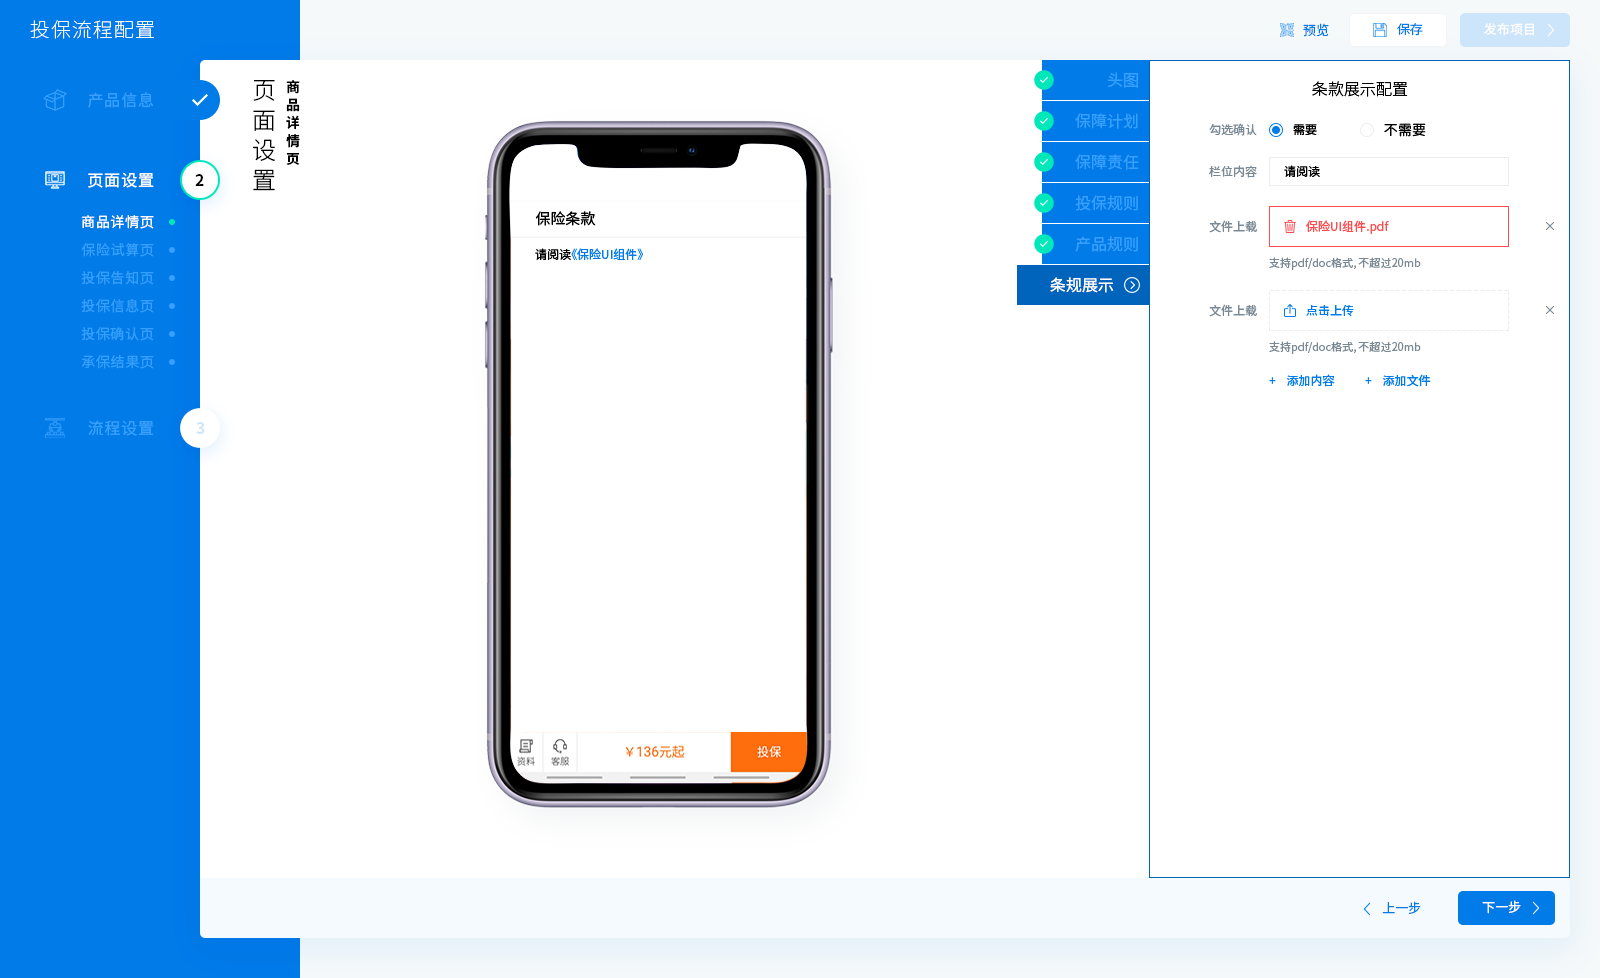 投保流程配置
预览
保存
发布项目
产品信息
页面设置
2
商品详情页
保险试算页
投保告知页
投保信息页
投保确认页
承保结果页
流程设置
3
页面设置
商品详情页
保险条款
请阅读《保险UI组件》
资料
客服
￥136元起
投保
头图
保障计划
保障责任
投保规则
产品规则
条规展示
条款展示配置
勾选确认
需要
不需要
栏位内容
请阅读
文件上载
保险UI组件.pdf
支持pdf/doc格式, 不超过20mb
文件上载
点击上传
支持pdf/doc格式, 不超过20mb
+ 添加内容
+ 添加文件
上一步
下一步